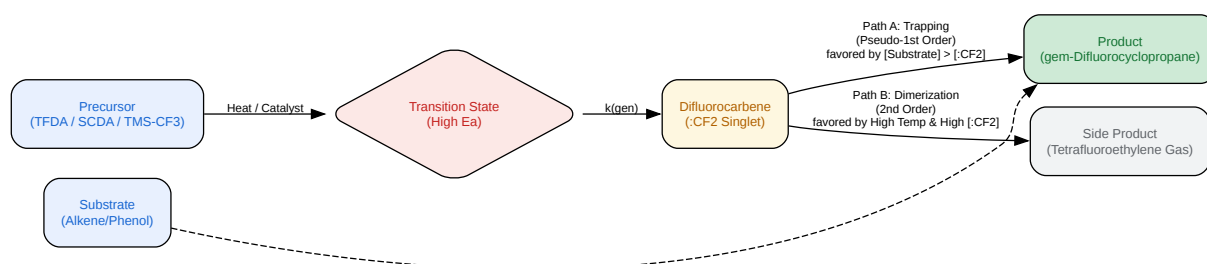 Precursor
(TFDA / SCDA / TMS-CF3)
Heat / Catalyst
Transition State
(High Ea)
k(gen)
Difluorocarbene
(:CF2 Singlet)
Path A: Trapping
(Pseudo-1st Order)
favored by [Substrate] > [:CF2]
Path B: Dimerization
(2nd Order)
favored by High Temp & High [:CF2]
Product
(gem-Difluorocyclopropane)
Side Product
(Tetrafluoroethylene Gas)
Substrate
(Alkene/Phenol)